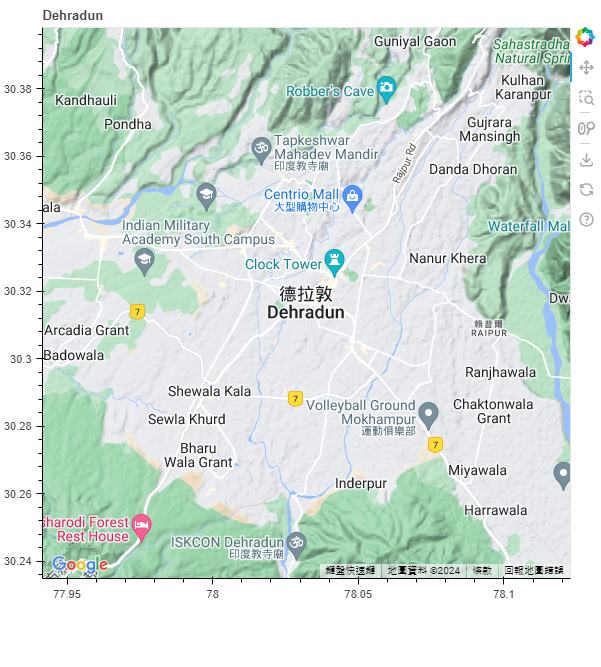 Dehradun
Guniyal Gaon
Sahastradha
Natural Sprin
30.38
Robber's Cave
Kulhan
Karanpur
Kandhauli
Pondha
Gujrara
Mansingh
30.36
Tapkeshwar
Mahadev Mandir
印度教寺廟
Rajpur Rd
Danda Dhoran
Centrio Mall
大型購物中心
ala
30.34
Indian Military
Academy South Campus
Waterfall Mal
Clock Tower
Nanur Khera
30.32
德拉敦
Dehradun
Dwa
7
Arcadia Grant
賴普爾
RAIPUR
30.3
Badowala
Ranjhawala
Shewala Kala
7
Volleyball Ground
Mokhampur
運動俱樂部
Chaktonwala
Grant
Sewla Khurd
30.28
7
Bharu
Wala Grant
Miyawala
Inderpur
30.26
Harrawala
sharodi Forest
Rest House
ISKCON Dehradun
印度教寺廟
30.24
Google
鍵盤快速鍵
地圖資料 ©2024
條款
回報地圖錯誤
77.95
78
78.05
78.1